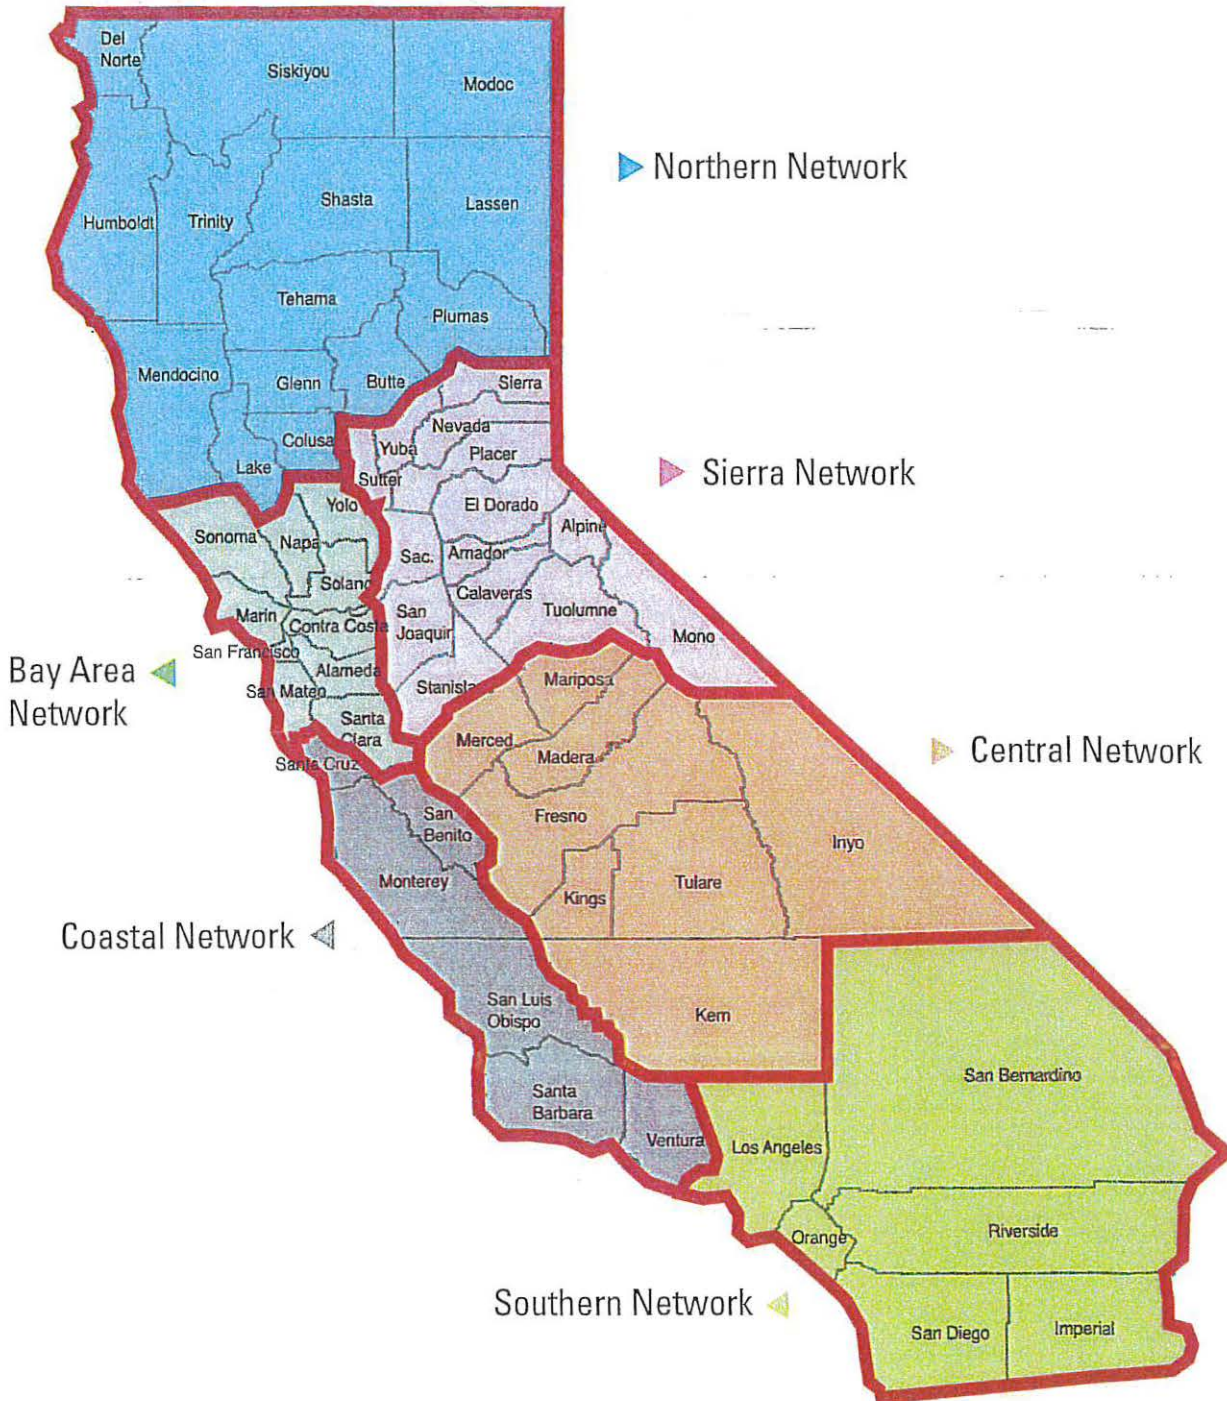 Del
Norte
Siskiyou
Modoc
Northern Network
Humboldt
Trinity
Shasta
Lassen
Tehama
Plumas
Mendocino
Glenn
Butte
Sierra
Colusa
Yuba
Nevada
Placer
Lake
Sutter
Sierra Network
Yolo
El Dorado
Sonoma
Napa
Alpine
Sac.
Amador
Solano
Calaveras
Marin
Contra Costa
San
Joaquin
Tuolumne
Mono
San Francisco
Alameda
Bay Area
Network
San Mateo
Stanisla
Mariposa
Santa
Clara
Merced
Madera
Central Network
Santa Cruz
San
Benito
Fresno
Inyo
Monterey
Kings
Tulare
Coastal Network
San Luis
Obispo
Kern
San Bernardino
Santa
Barbara
Ventura
Los Angeles
Orange
Riverside
Southern Network
San Diego
Imperial